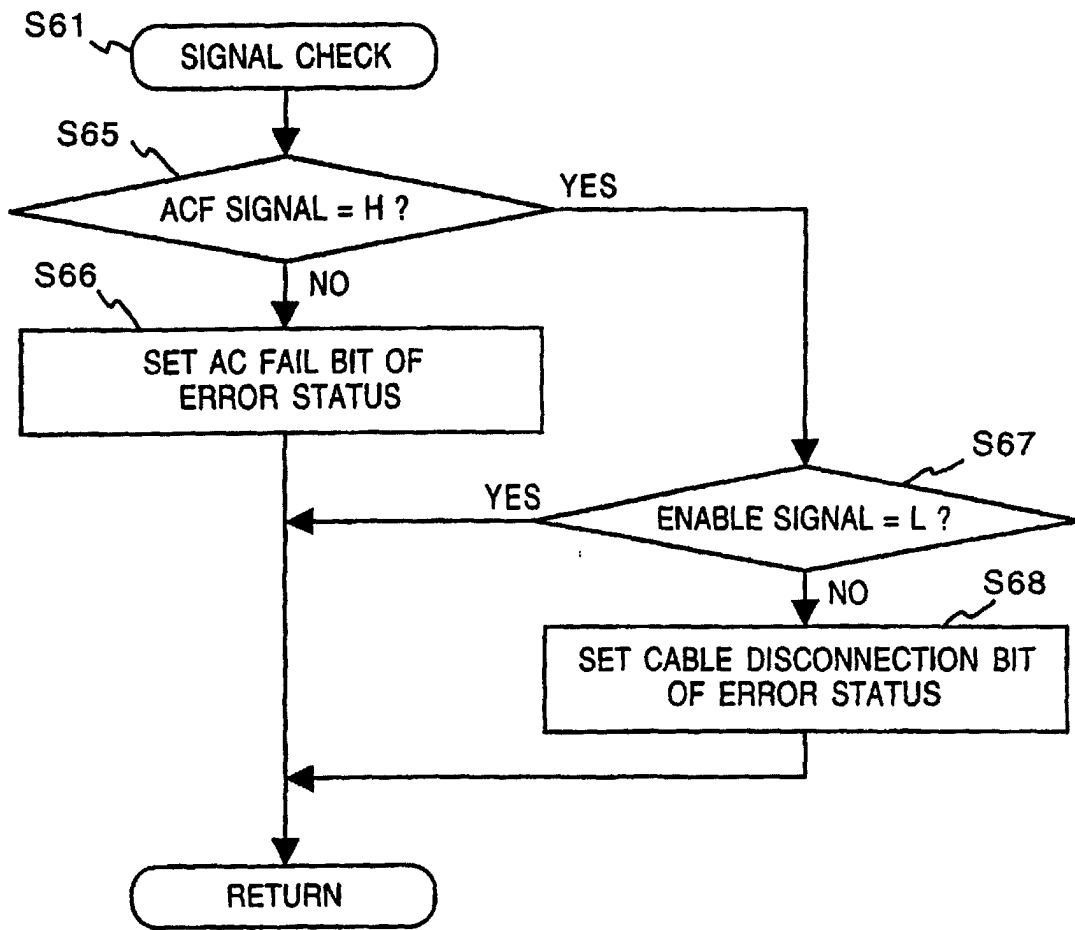 S61
SIGNAL CHECK
S65
ACF SIGNAL = H ?
YES
S66
NO
SET AC FAIL BIT OF
ERROR STATUS
S67
YES
ENABLE SIGNAL = L ?
NO
S68
SET CABLE DISCONNECTION BIT
OF ERROR STATUS
RETURN